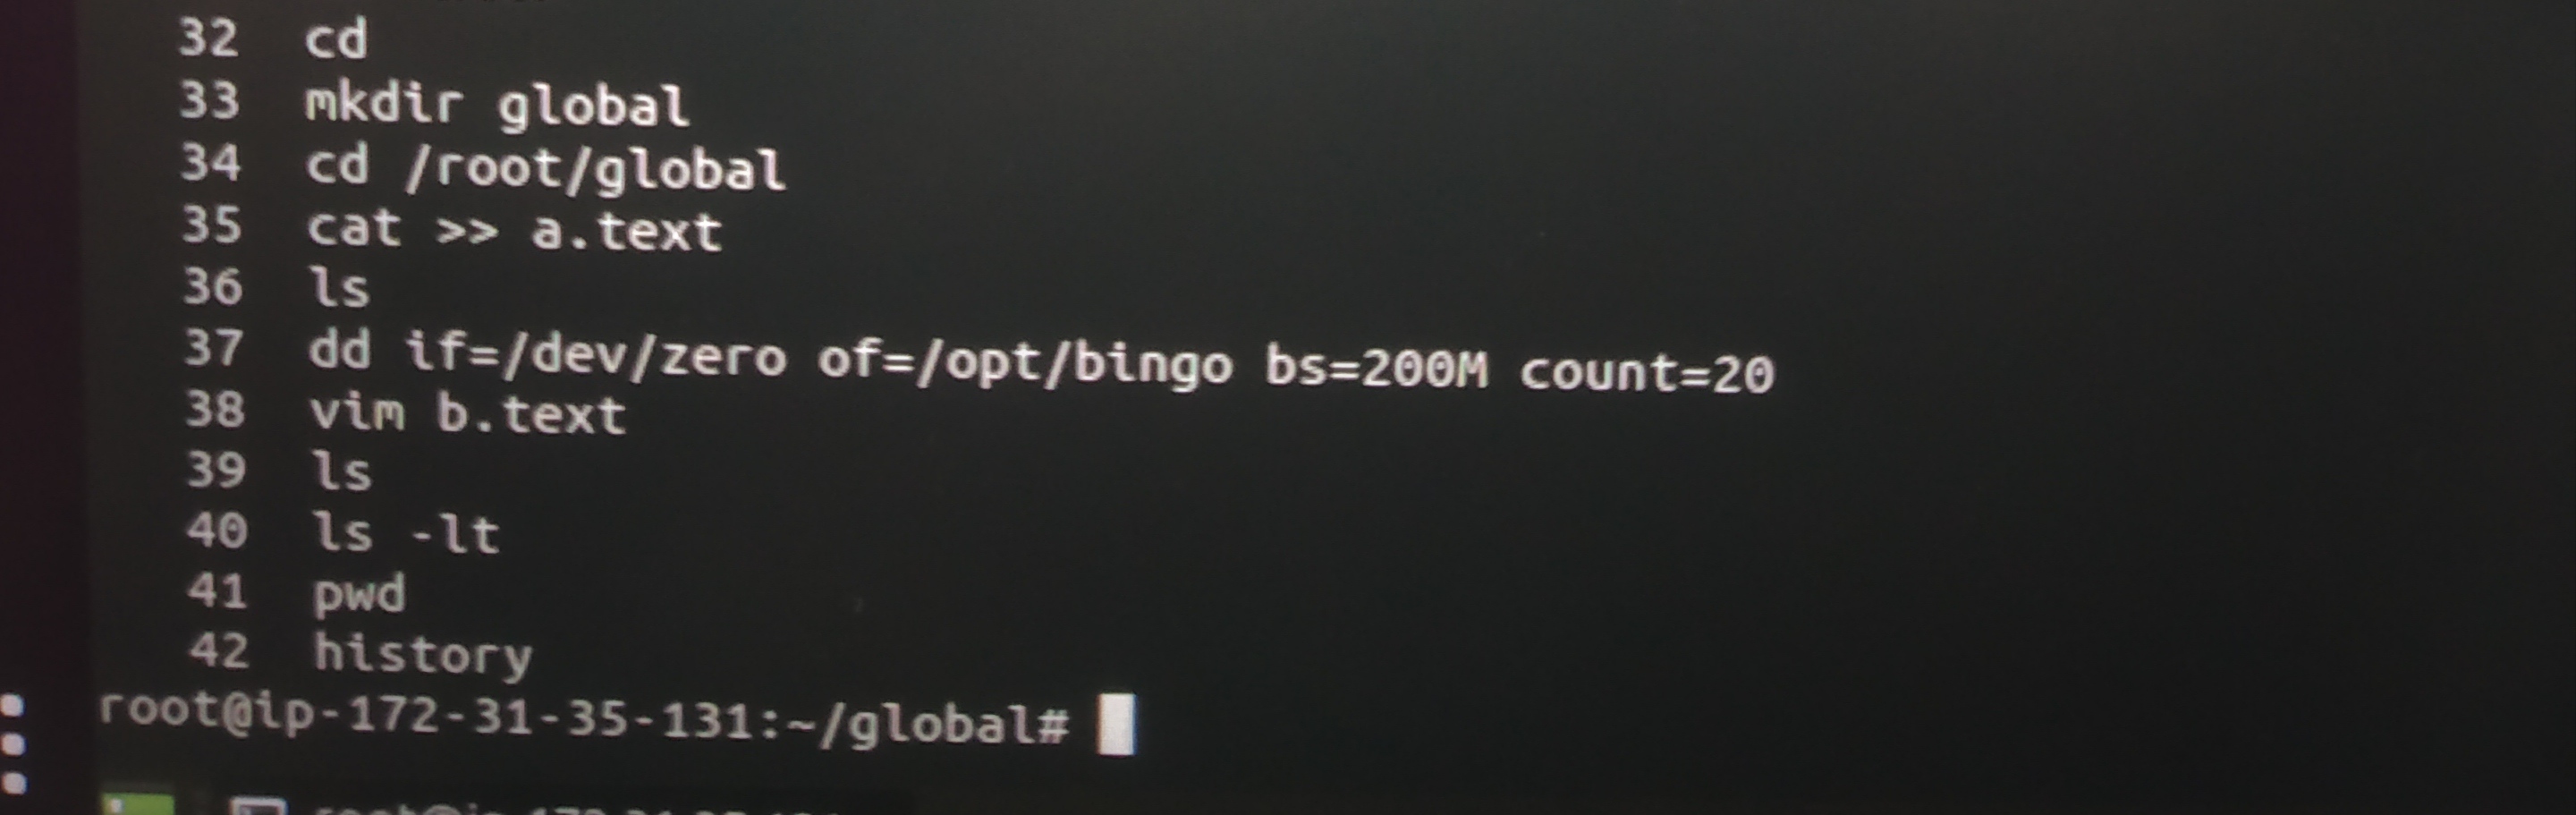 32 cd
33 mkdir global
34 cd /root/global
35 cat >> a.text
36 ls
37 dd if=/dev/zero of=/opt/bingo bs=200M count=20
38 vim b.text
39 ls
40 ls -lt
41 pwd
42 history
root@ip-172-31-35-131:~/global#